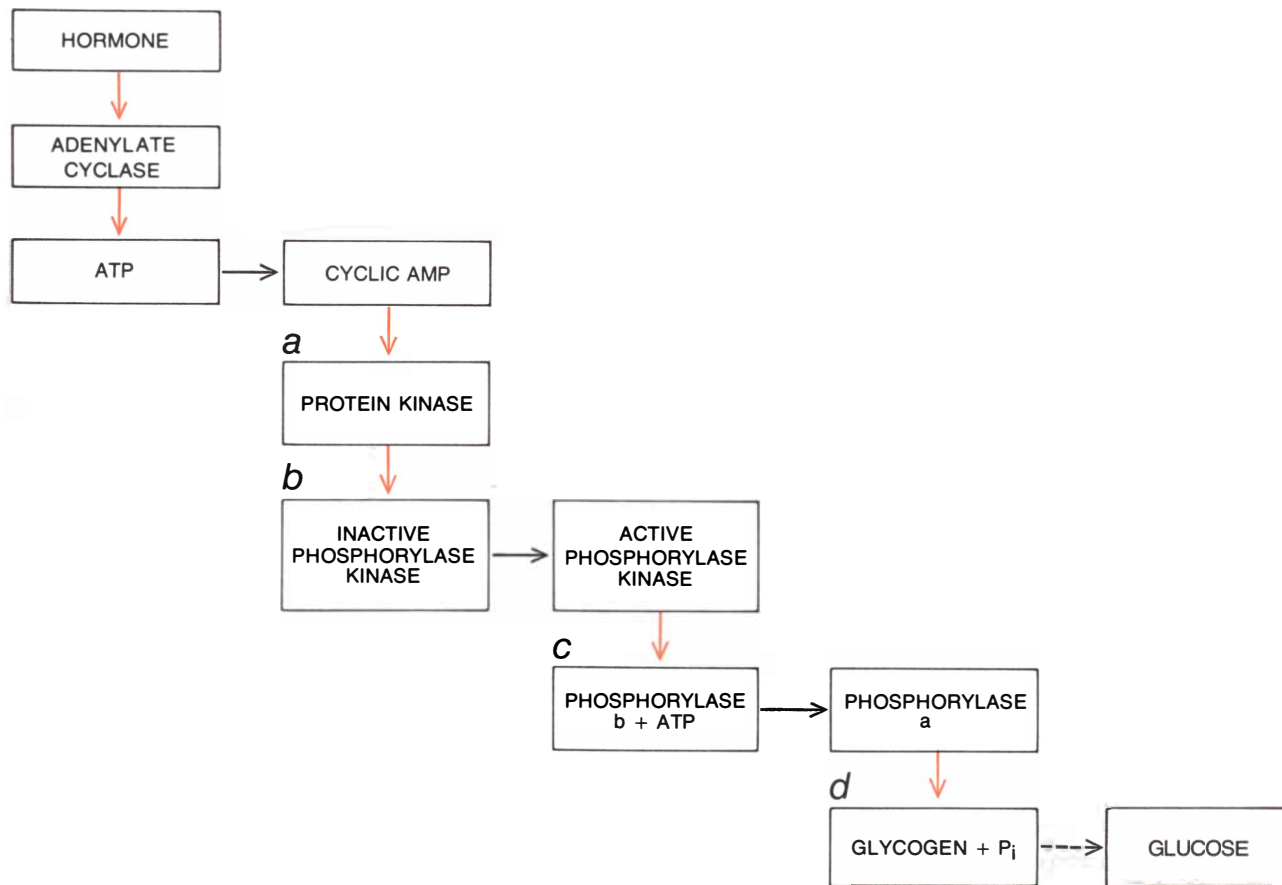 HORMONE
ADENYLATE
CYCLASE
ATP
CYCLIC AMP
a
PROTEIN KINASE
b
INACTIVE
PHOSPHORYLASE
KINASE
ACTIVE
PHOSPHORYLASE
KINASE
c
PHOSPHORYLASE
b + ATP
PHOSPHORYLASE
a
d
GLYCOGEN + Pi
GLUCOSE